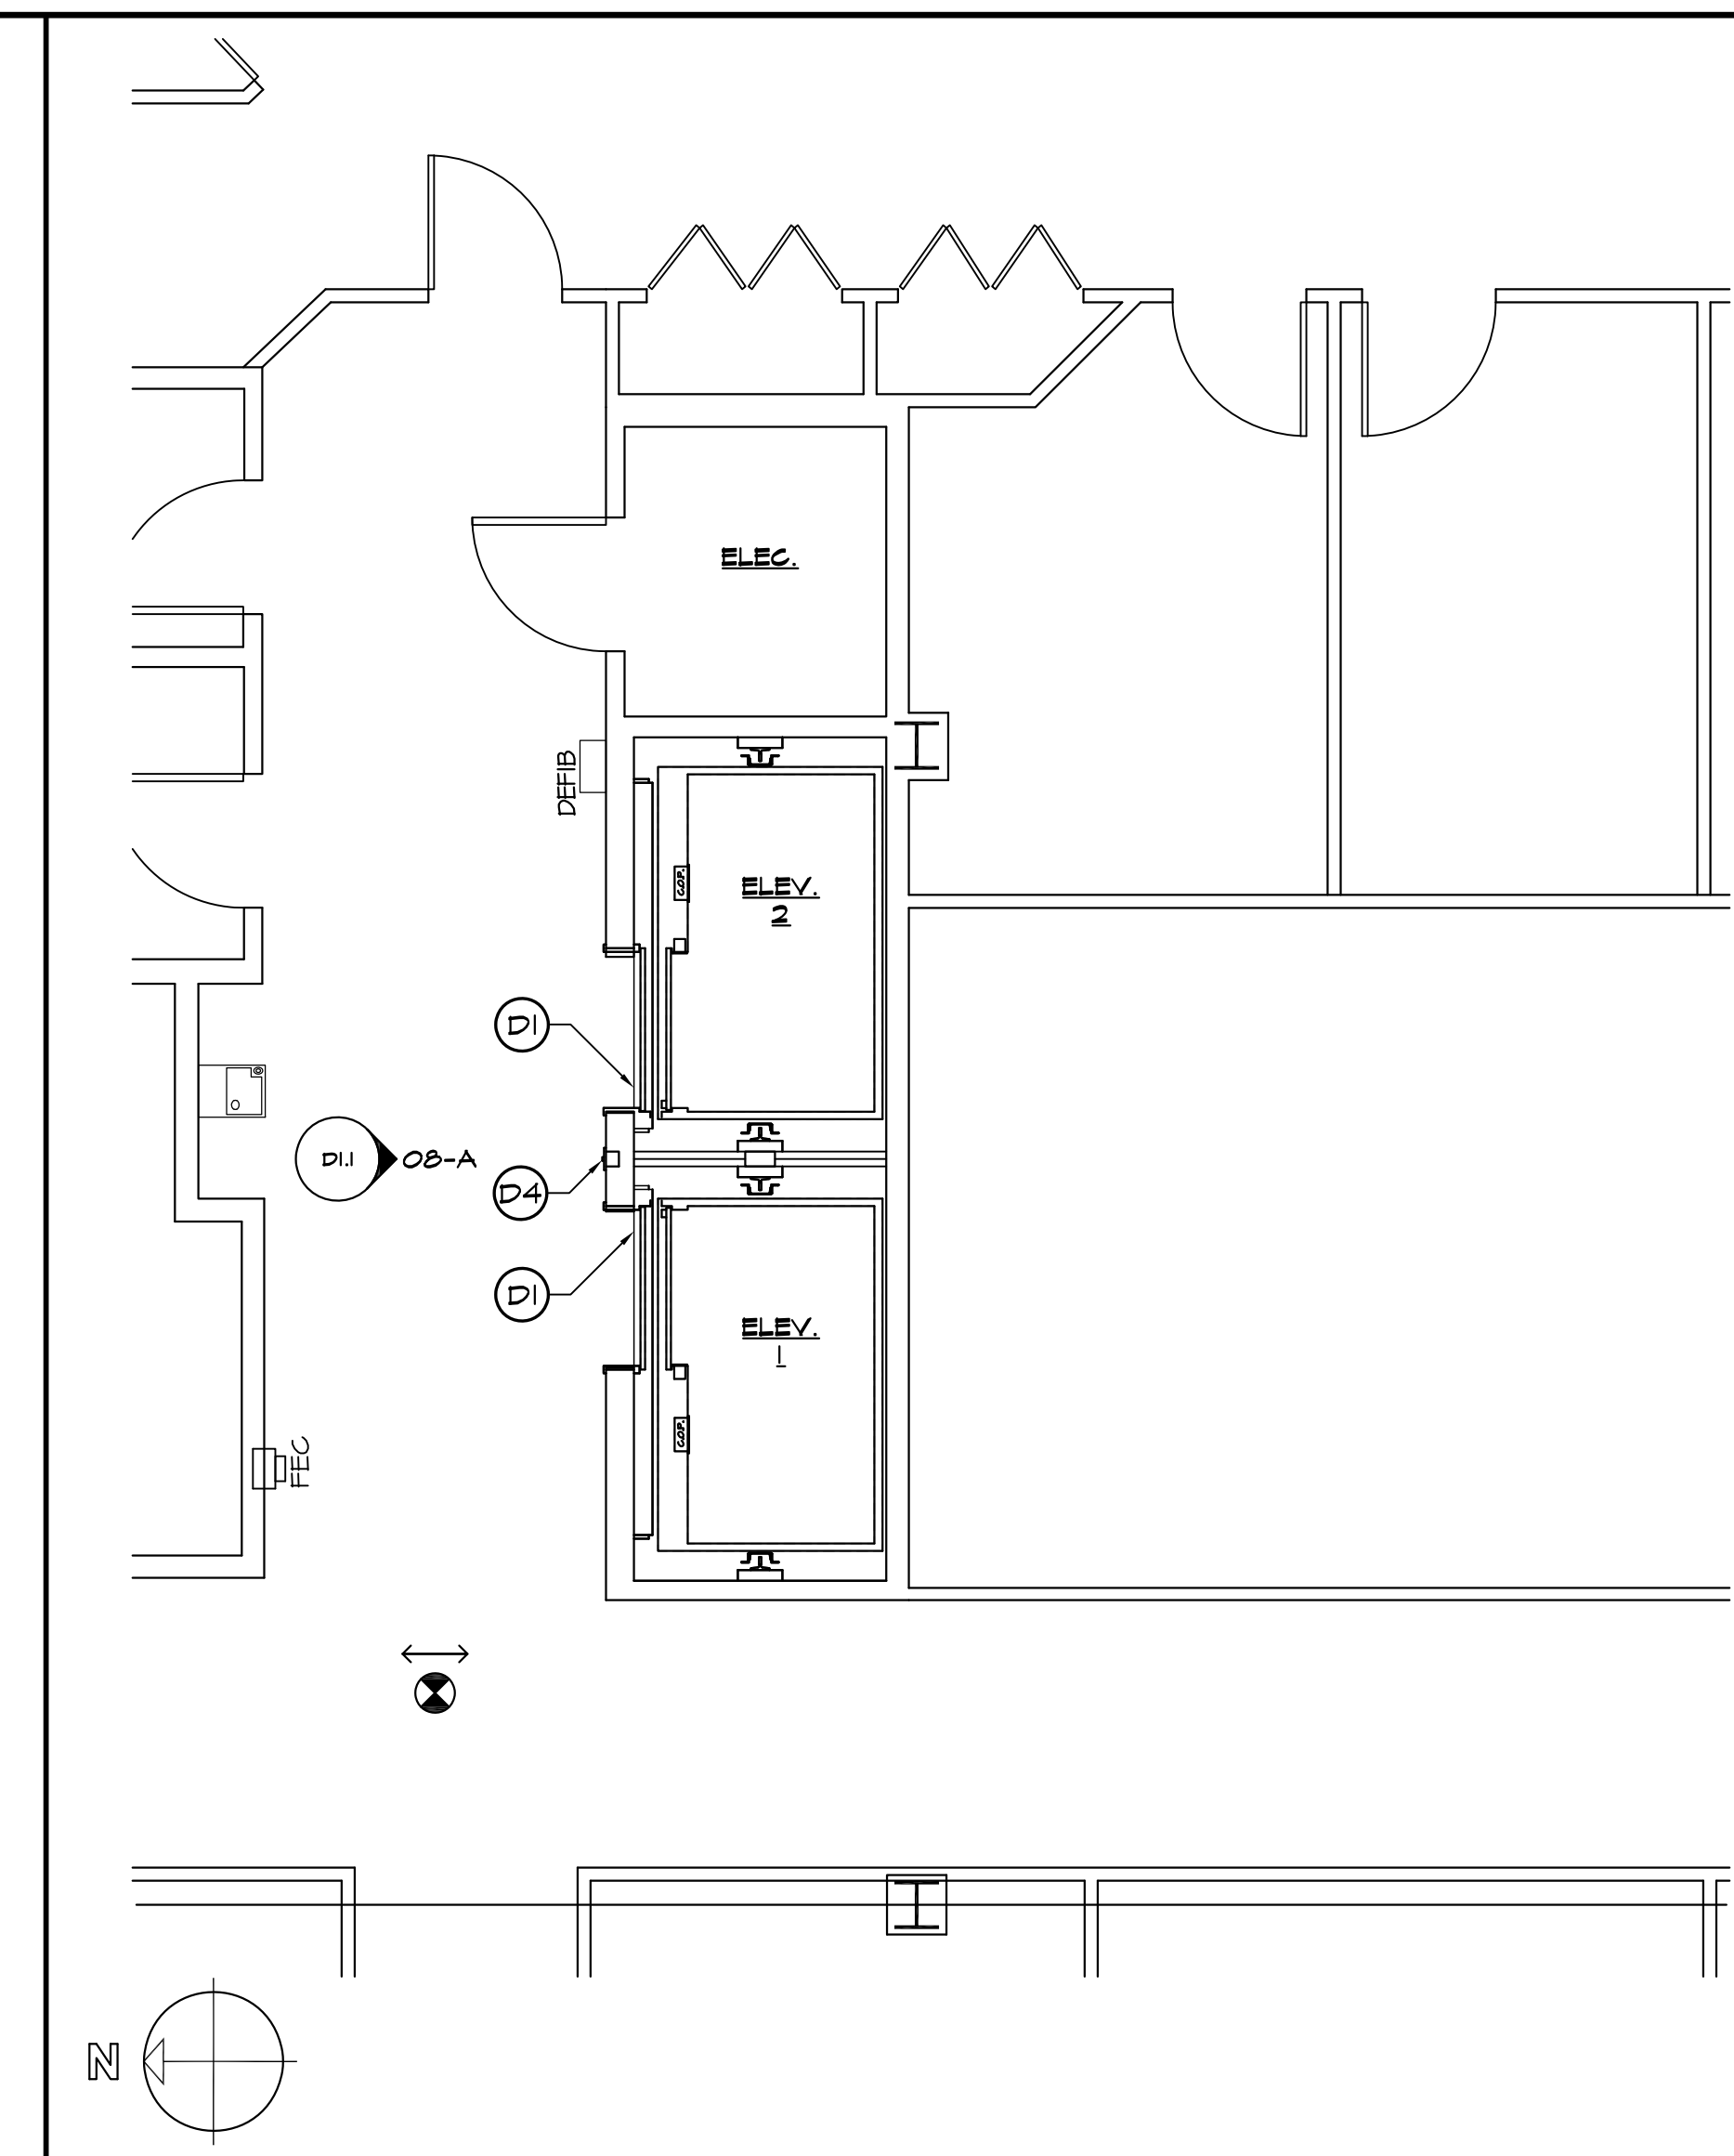 ELEC.
DEFIB
C.O.P.
ELEV.
2
D1
D1.1
08-A
D4
D1
ELEV.
1
C.O.P.
FEC
N